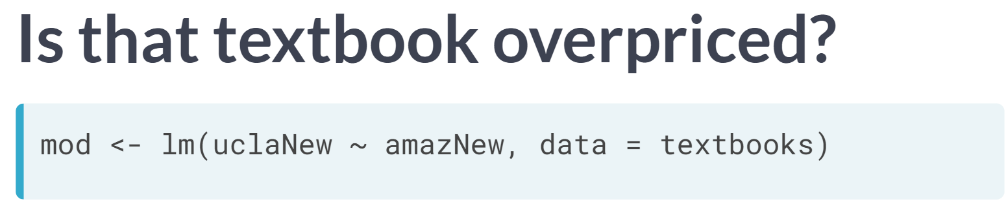 Is that textbook overpriced?
mod <- lm(uclaNew ~ amazNew, data = textbooks)